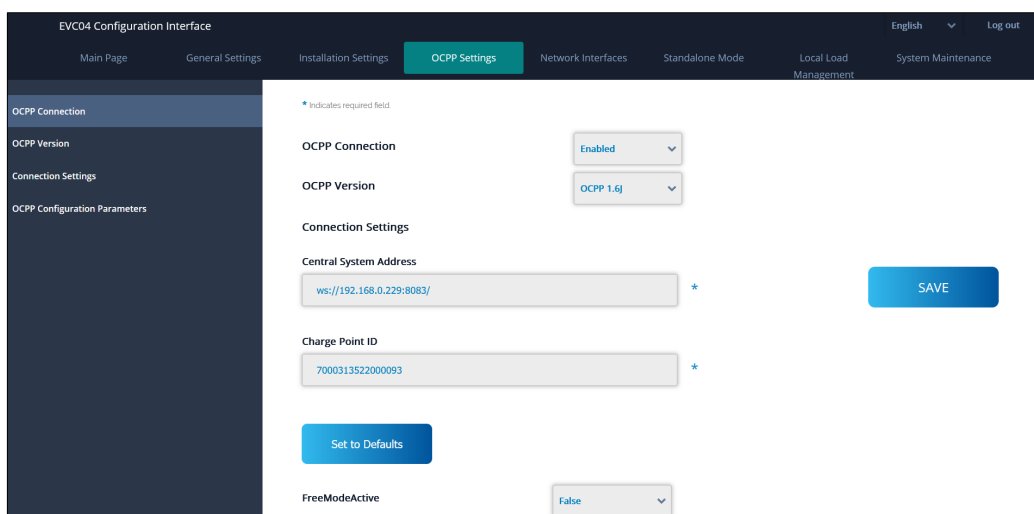 EVC04 Configuration Interface
English
Log out
Main Page
General Settings
Installation Settings
OCPP Settings
Network Interfaces
Standalone Mode
Local Load
Management
System Maintenance
OCPP Connection
OCPP Version
Connection Settings
OCPP Configuration Parameters
* Indicates required field.
OCPP Connection
Enabled
OCPP Version
OCPP 1.6J
Connection Settings
Central System Address
ws://192.168.0.229:8083/
*
SAVE
Charge Point ID
7000313522000093
*
Set to Defaults
FreeModeActive
False